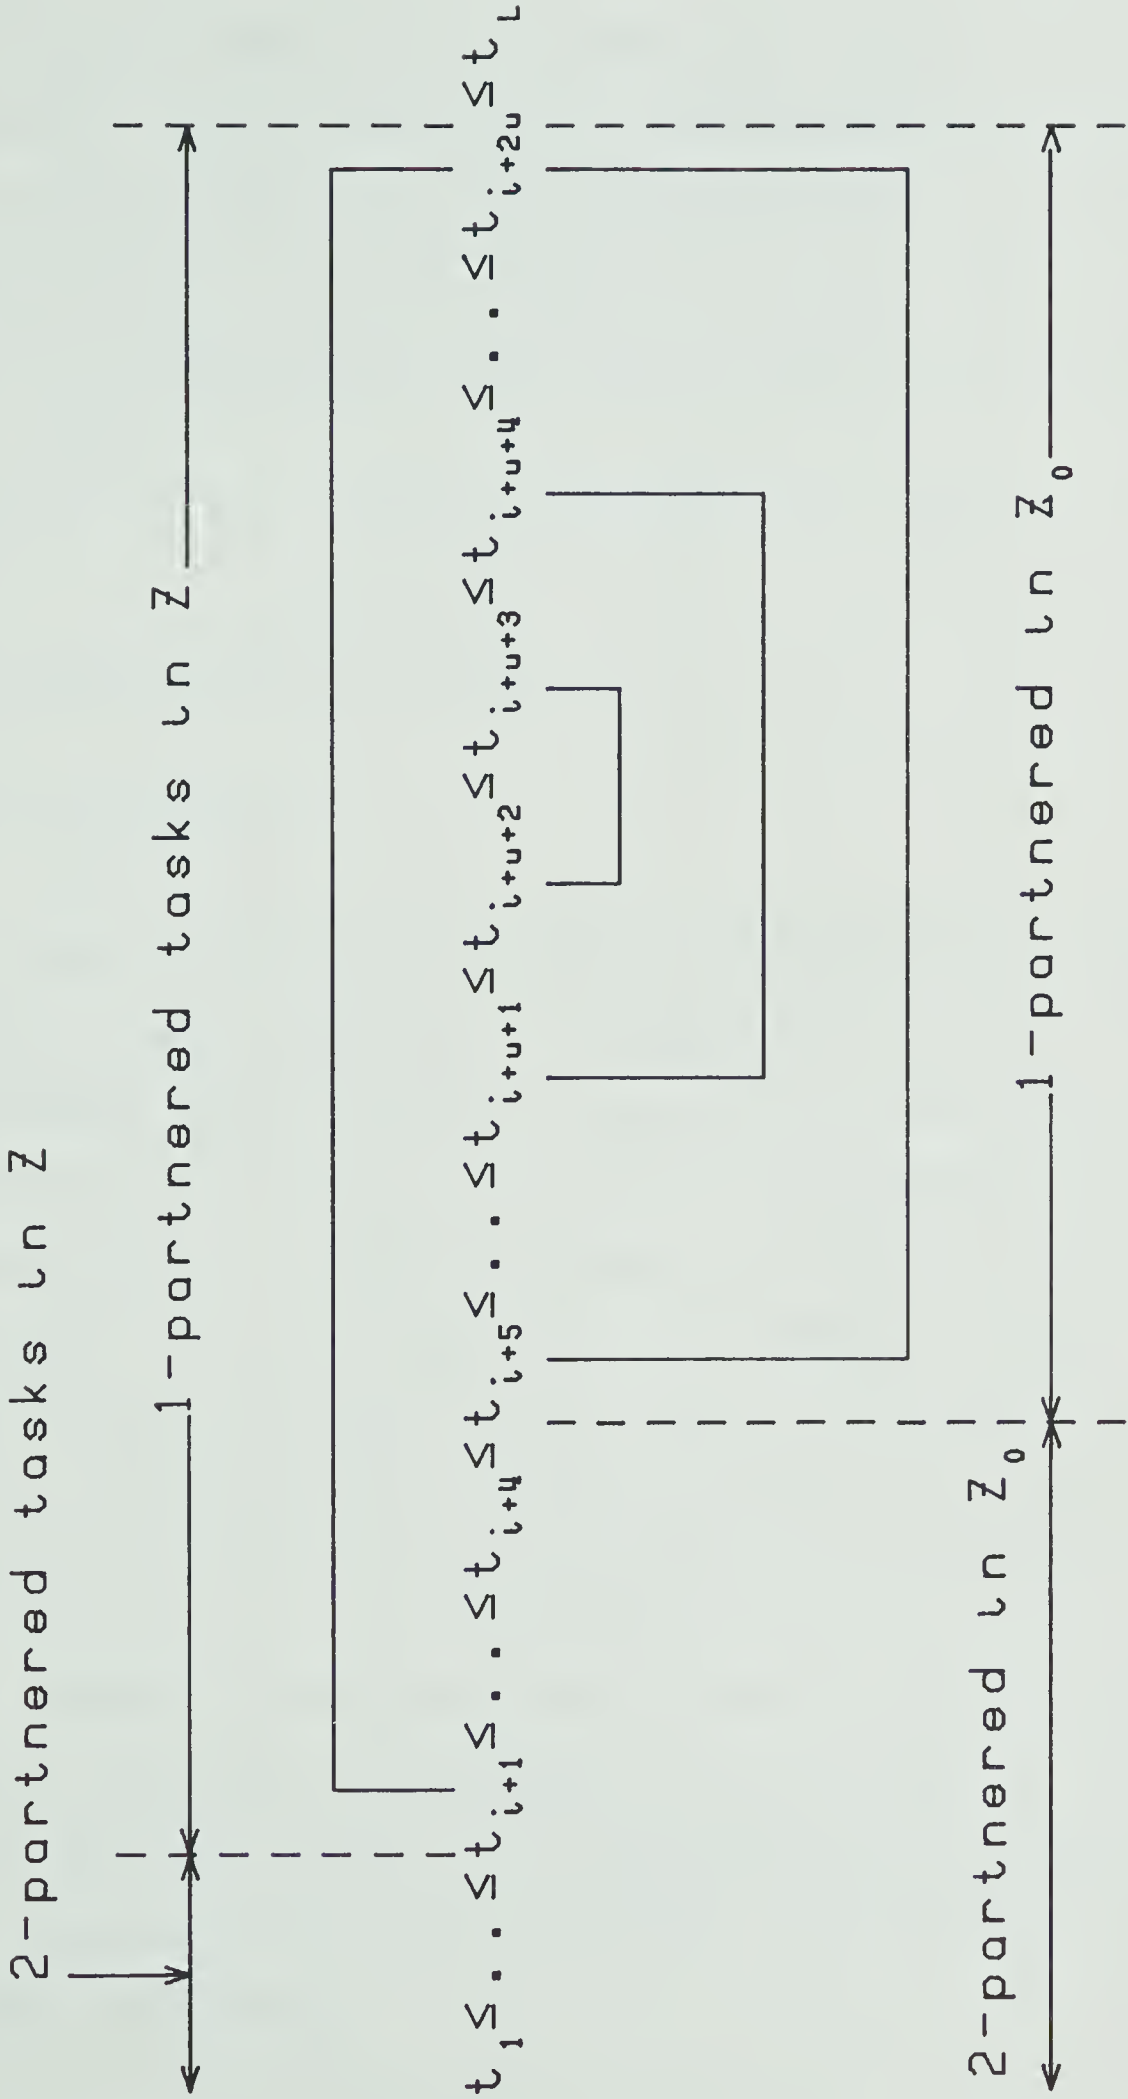 2-partnered tasks in Z
1-partnered tasks in Z
t₁ ≤ . . ≤ tᵢ₊₁ ≤ . . ≤ tᵢ₊₄ ≤ tᵢ₊₅ ≤ . . ≤ tᵢ₊ᵤ₊₁ ≤ tᵢ₊ᵤ₊₂ ≤ tᵢ₊ᵤ₊₃ ≤ tᵢ₊ᵤ₊₄ ≤ . . ≤ tᵢ₊₂ᵤ ≤ t_L
2-partnered in Z₀
1-partnered in Z₀